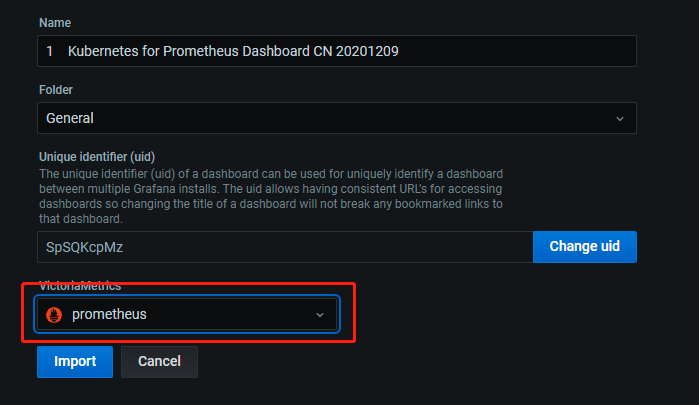 Name
1 Kubernetes for Prometheus Dashboard CN 20201209
Folder
General
Unique identifier (uid)
The unique identifier (uid) of a dashboard can be used for uniquely identify a dashboard
between multiple Grafana installs. The uid allows having consistent URL's for accessing
dashboards so changing the title of a dashboard will not break any bookmarked links to
that dashboard.
SpSQKcpMz
Change uid
VictoriaMetrics
prometheus
Import
Cancel